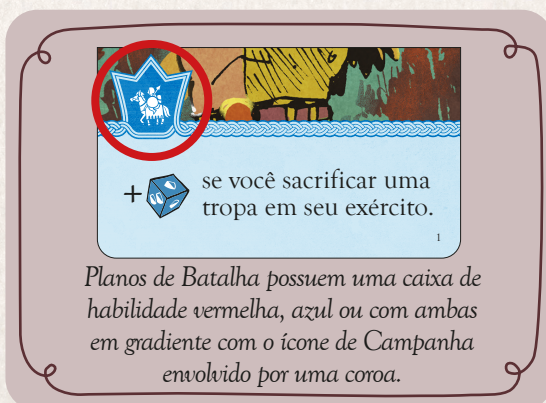 + se você sacrificar uma
tropa em seu exército.
1
Planos de Batalha possuem uma caixa de
habilidade vermelha, azul ou com ambas
em gradiente com o ícone de Campanha
envolvido por uma coroa.